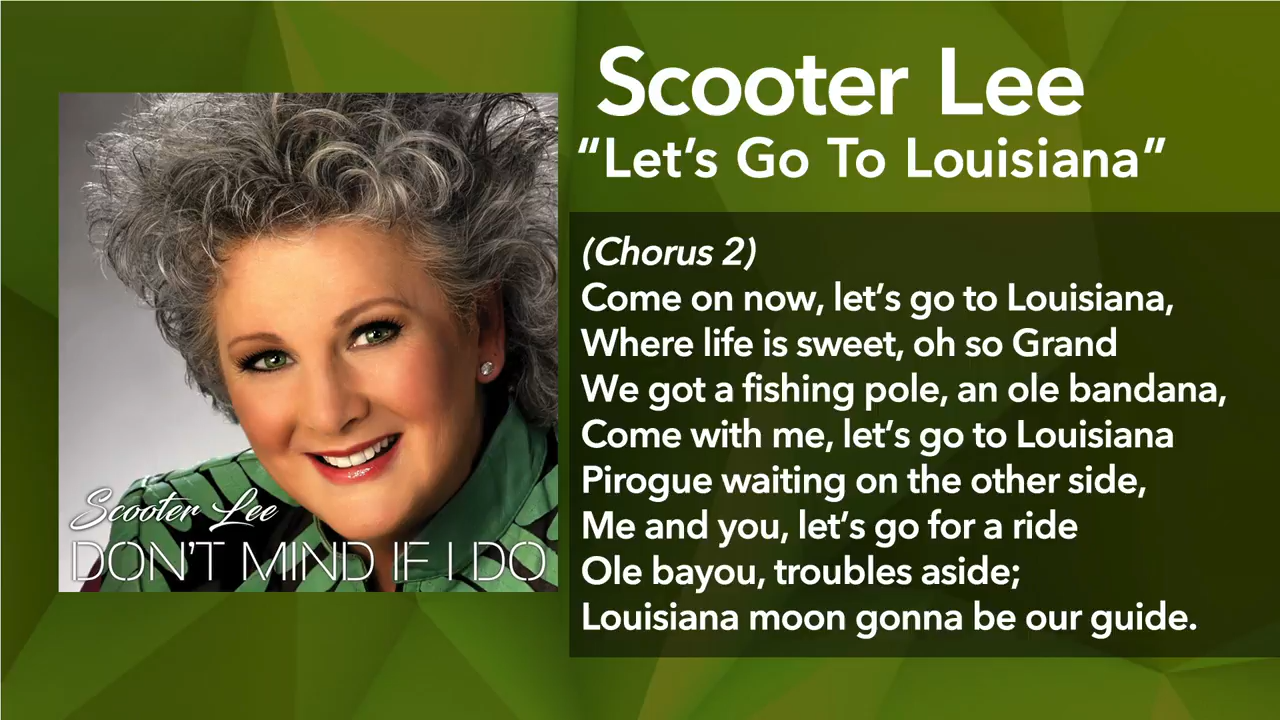 Scooter Lee
“Let’s Go To Louisiana”
(Chorus 2)
Come on now, let’s go to Louisiana,
Where life is sweet, oh so Grand
We got a fishing pole, an ole bandana,
Come with me, let’s go to Louisiana
Pirogue waiting on the other side,
Me and you, let’s go for a ride
Ole bayou, troubles aside;
Louisiana moon gonna be our guide.
Scooter Lee
DON'T MIND IF I DO